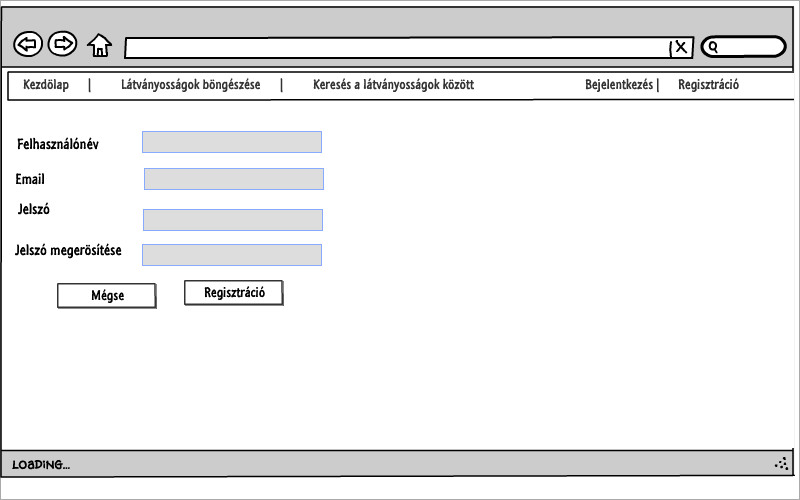 Kezdölap | Látványosságok böngészése | Keresés a látványosságok között Bejelentkezés | Regisztráció
Felhasználónév
Email
Jelszó
Jelszó megerösítése
Mégse Regisztráció
LOADING...